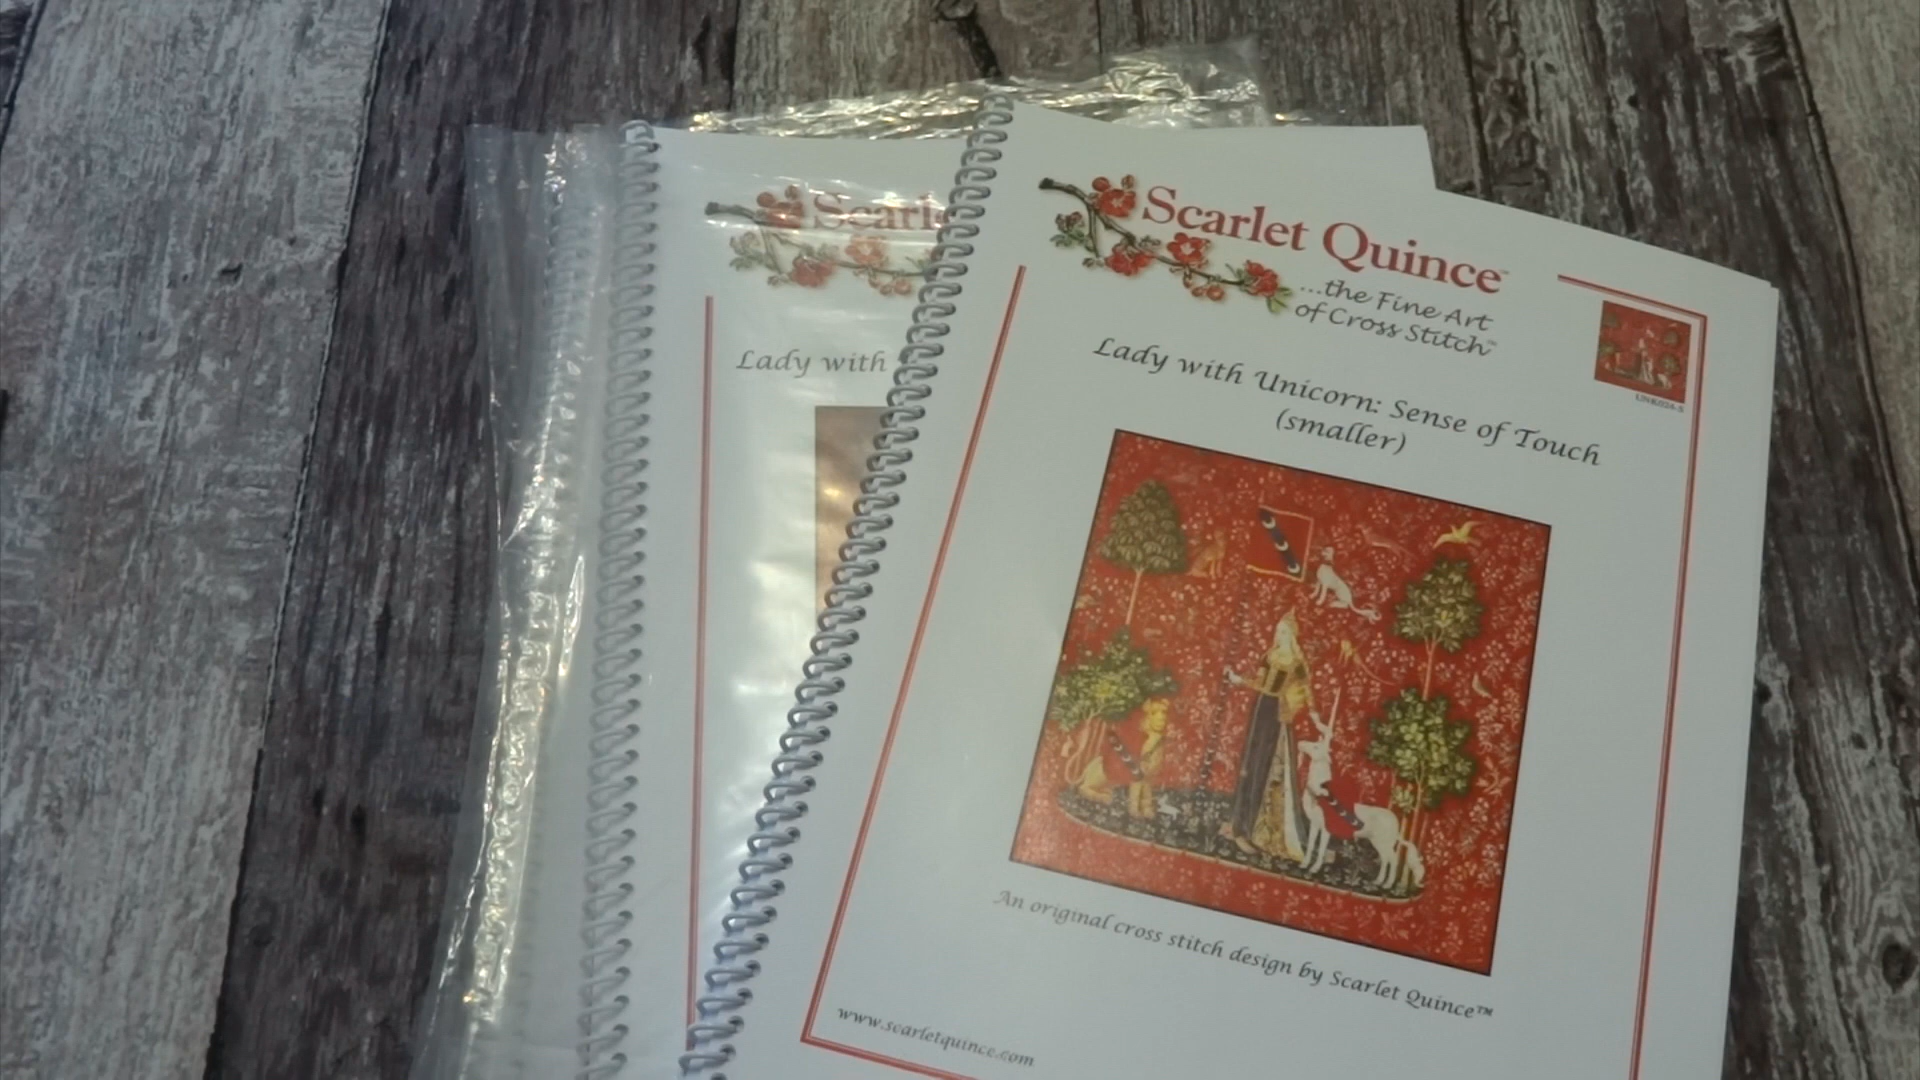 Scarl
Lady with
Scarlet Quince™
...the Fine Art
of Cross Stitch™
Lady with Unicorn: Sense of Touch
(smaller)
An original cross stitch design by Scarlet Quince™
www.scarletquince.com